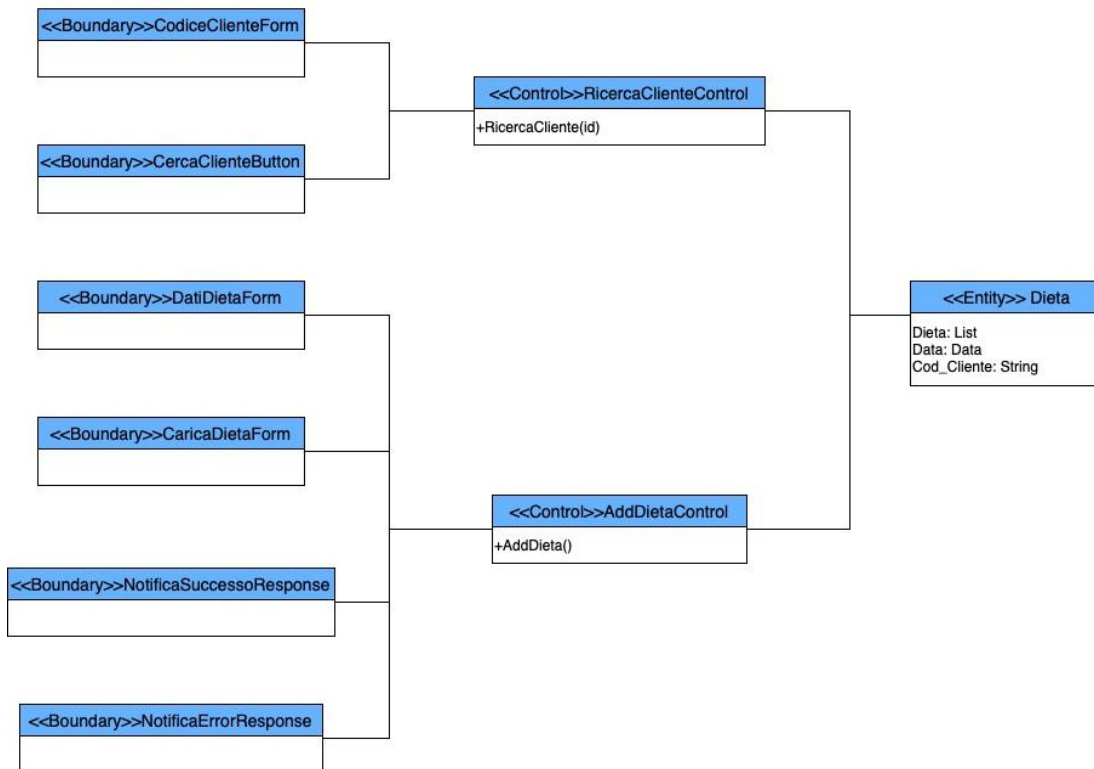 <<Boundary>>CodiceClienteForm
<<Control>>RicercaClienteControl
+RicercaCliente(id)
<<Boundary>>CercaClienteButton
<<Boundary>>DatiDietaForm
<<Entity>> Dieta
Dieta: List
Data: Data
Cod_Cliente: String
<<Boundary>>CaricaDietaForm
<<Control>>AddDietaControl
+AddDieta()
<<Boundary>>NotificaSuccessoResponse
<<Boundary>>NotificaErrorResponse